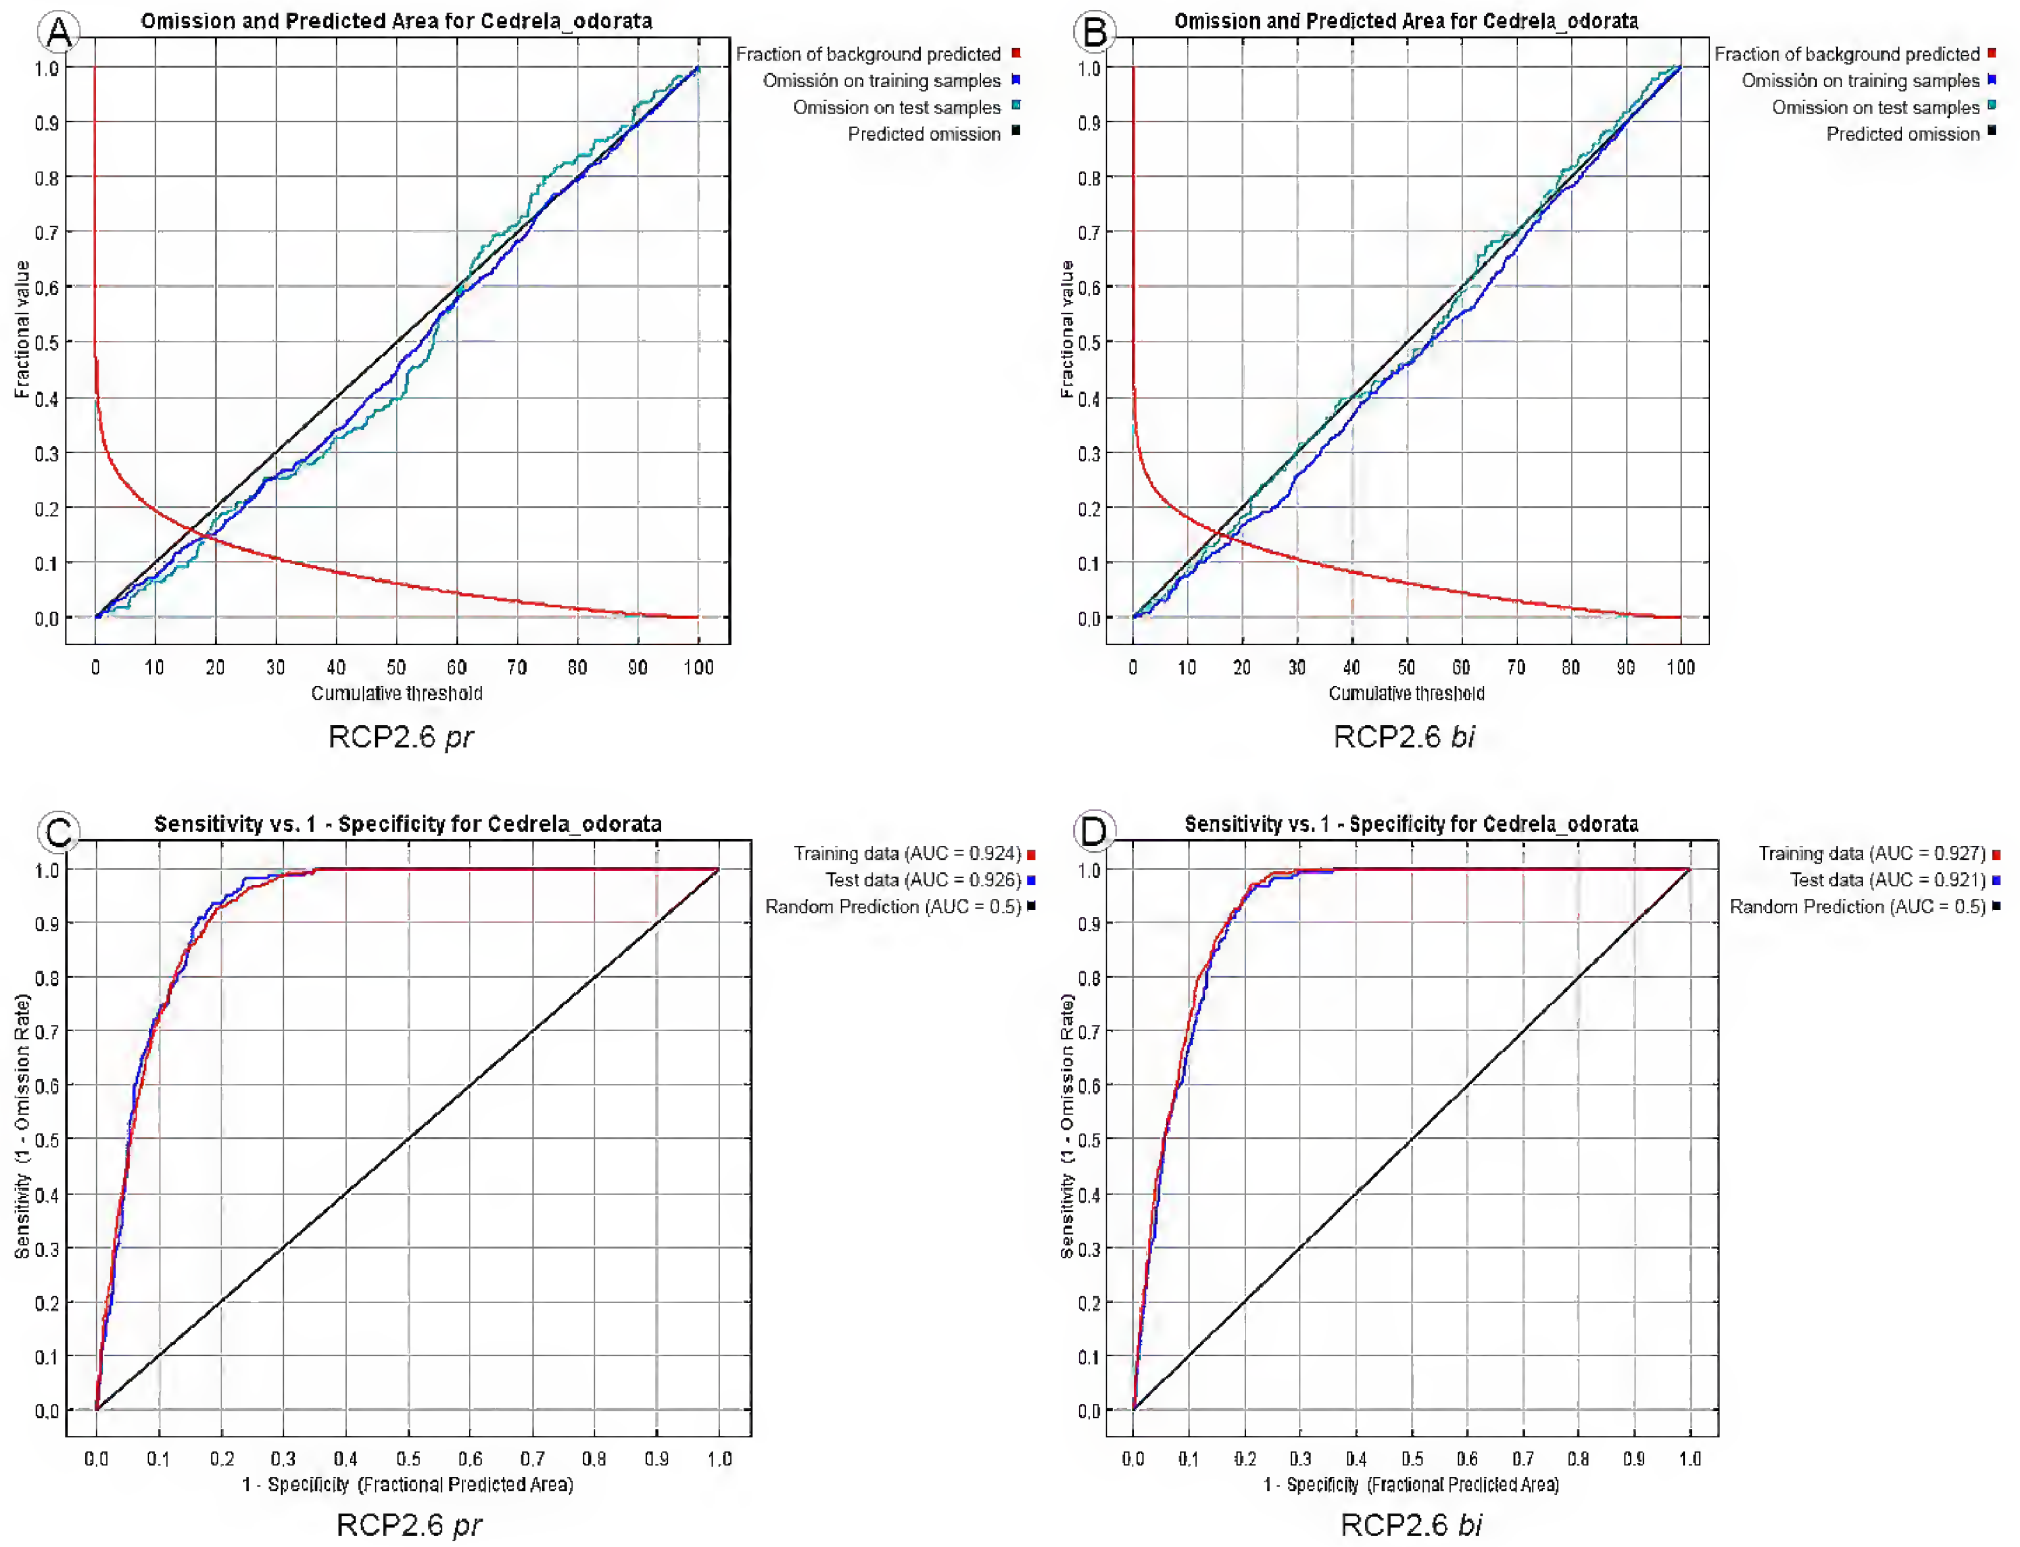 A
Omission and Predicted Area for Cedrela_odorata
Fraction of background predicted
Omissión on training samples
Omission on test samples
Predicted omission
Fractional value
1.0
0.9
0.8
0.7
0.6
0.5
0.4
0.3
0.2
0.1
0.0
0 10 20 30 40 50 60 70 80 90 100
Cumulative threshold
RCP2.6 pr
B
Omission and Predicted Area for Cedrela_odorata
Fraction of background predicted
Omissión on training samples
Omission on test samples
Predicted omission
Fractional value
1.0
0.9
0.8
0.7
0.6
0.5
0.4
0.3
0.2
0.1
0.0
0 10 20 30 40 50 60 70 80 90 100
Cumulative threshold
RCP2.6 bi
C
Sensitivity vs. 1 - Specificity for Cedrela_odorata
Training data (AUC = 0.924)
Test data (AUC = 0.926)
Random Prediction (AUC = 0.5)
Sensitivity (1 - Omission Rate)
1.0
0.9
0.8
0.7
0.6
0.5
0.4
0.3
0.2
0.1
0.0
0.0 0.1 0.2 0.3 0.4 0.5 0.6 0.7 0.8 0.9 1.0
1 - Specificity (Fractional Predicted Area)
RCP2.6 pr
D
Sensitivity vs. 1 - Specificity for Cedrela_odorata
Training data (AUC = 0.927)
Test data (AUC = 0.921)
Random Prediction (AUC = 0.5)
Sensitivity (1 - Omission Rate)
1.0
0.9
0.8
0.7
0.6
0.5
0.4
0.3
0.2
0.1
0.0
0.0 0.1 0.2 0.3 0.4 0.5 0.6 0.7 0.8 0.9 1.0
1 - Specificity (Fractional Predicted Area)
RCP2.6 bi